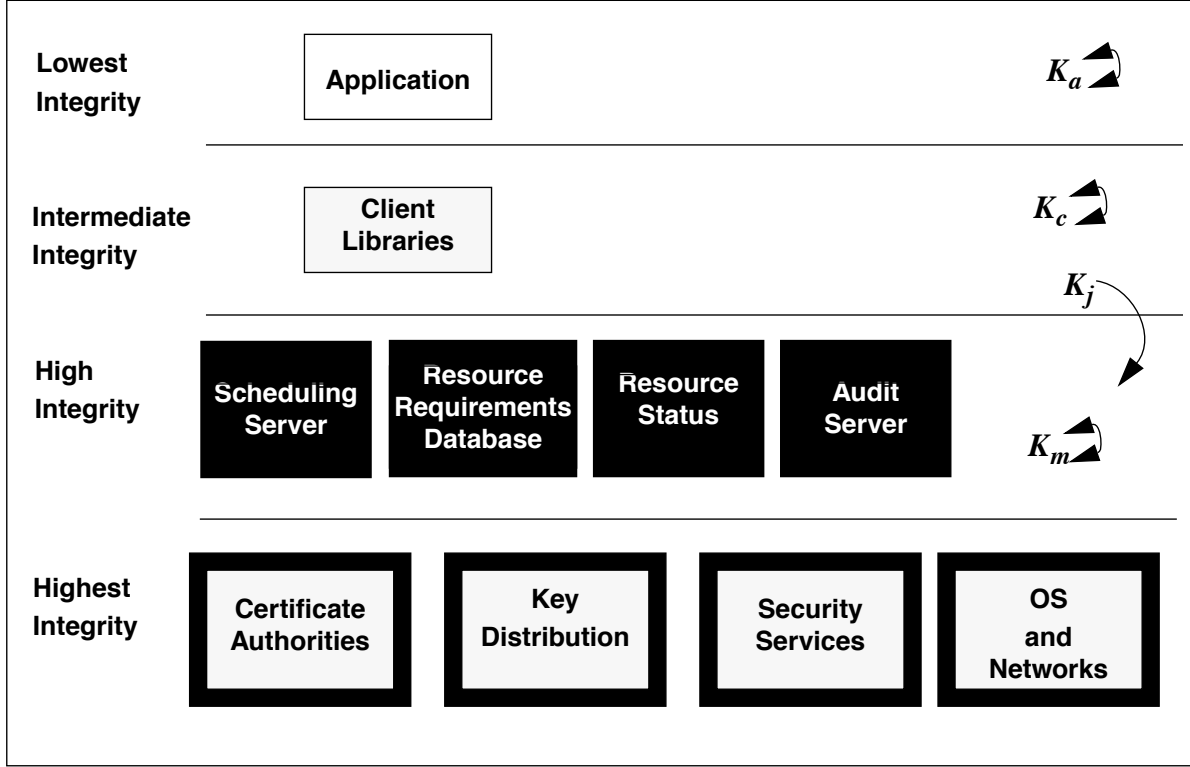 Lowest
Integrity
Application
K_a
Intermediate
Integrity
Client
Libraries
K_c
K_j
High
Integrity
Scheduling
Server
Resource
Requirements
Database
Resource
Status
Audit
Server
K_m
Highest
Integrity
Certificate
Authorities
Key
Distribution
Security
Services
OS
and
Networks